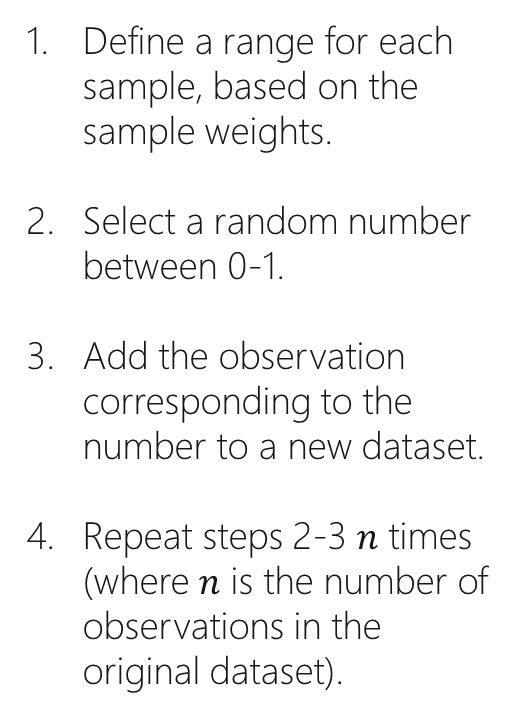 1. Define a range for each
sample, based on the
sample weights.
2. Select a random number
between 0-1.
3. Add the observation
corresponding to the
number to a new dataset.
4. Repeat steps 2-3 n times
(where n is the number of
observations in the
original dataset).